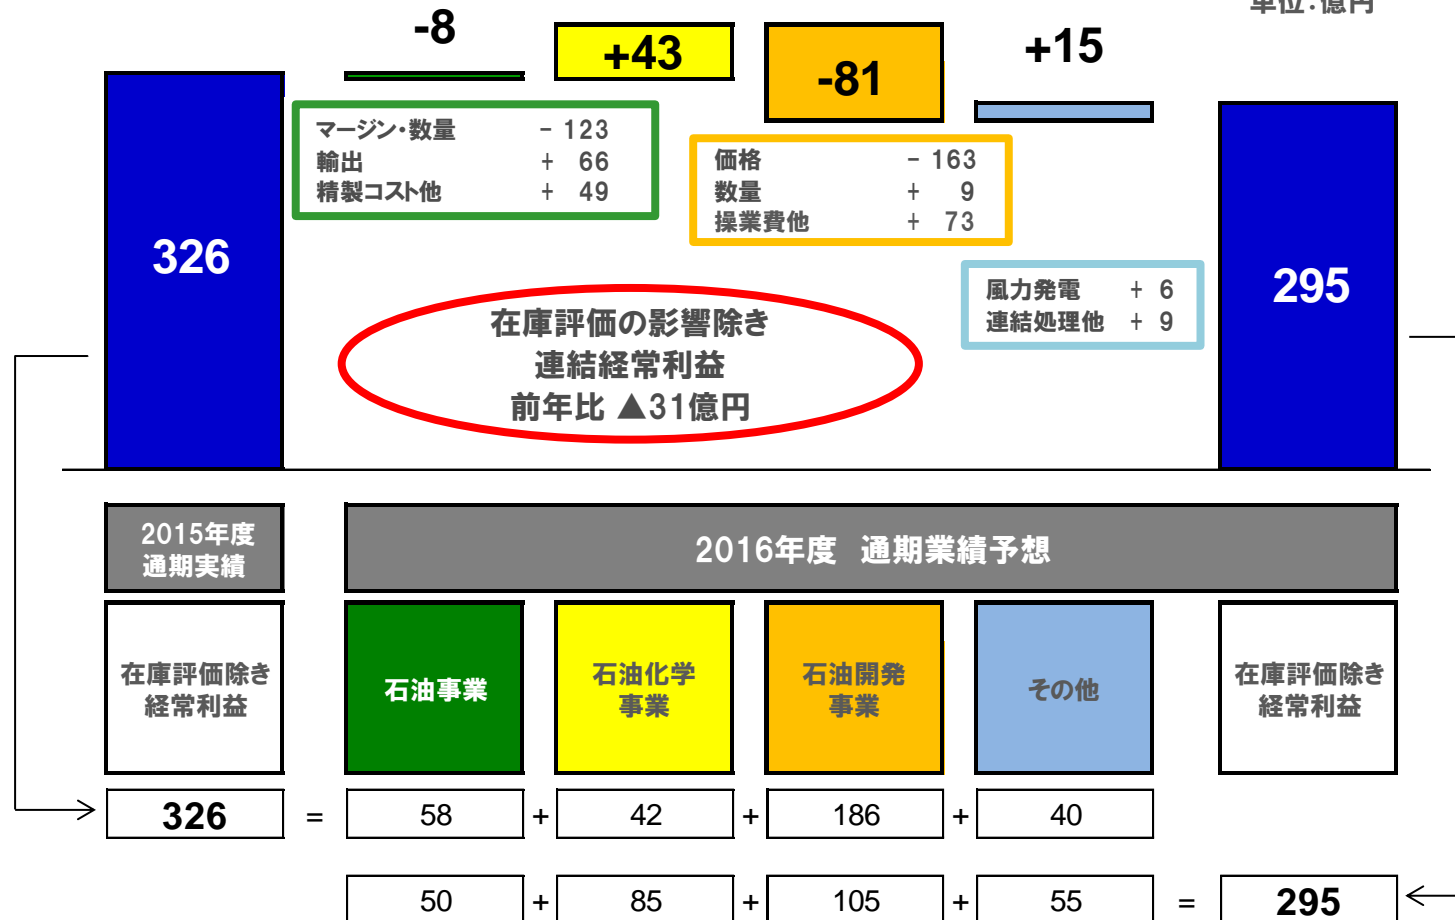 単位：億円
-8
+43
-81
+15
マージン・数量 － 123
輸出 ＋ 66
精製コスト他 ＋ 49
価格 － 163
数量 ＋ 9
操業費他 ＋ 73
風力発電 ＋ 6
連結処理他 ＋ 9
326
295
在庫評価の影響除き
連結経常利益
前年比 ▲31億円
2015年度
通期実績
2016年度 通期業績予想
在庫評価除き
経常利益
石油事業
石油化学
事業
石油開発
事業
その他
在庫評価除き
経常利益
326 = 58 + 42 + 186 + 40
50 + 85 + 105 + 55 = 295